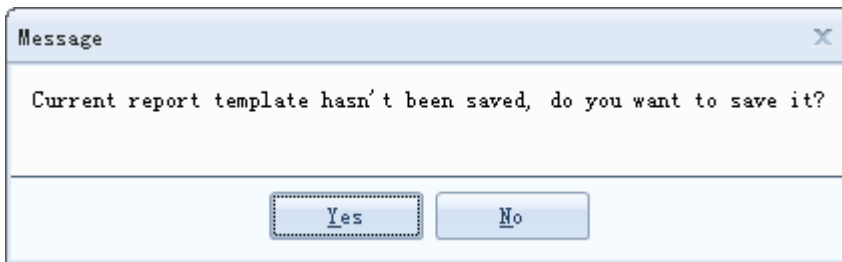 Message
Current report template hasn't been saved, do you want to save it?
Yes No